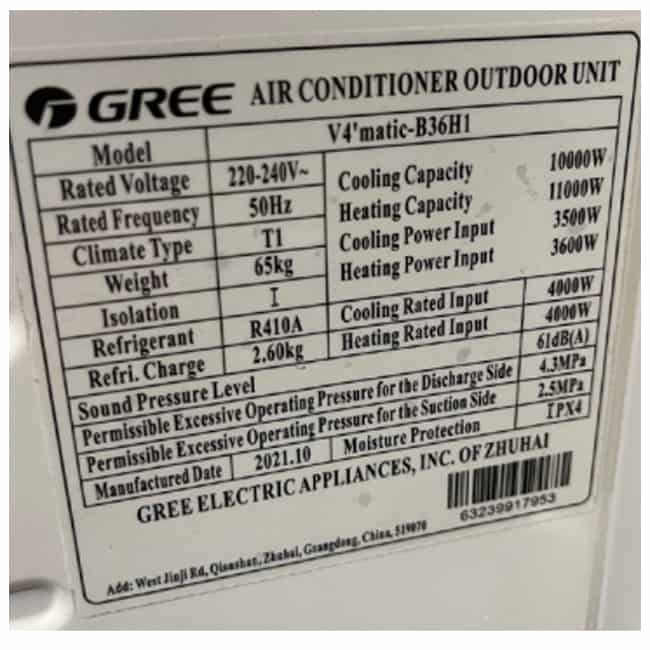 GREE AIR CONDITIONER OUTDOOR UNIT
Model V4'matic-B36H1
Rated Voltage 220-240V~ Cooling Capacity 10000W
Rated Frequency 50Hz Heating Capacity 11000W
Climate Type T1 Cooling Power Input 3500W
Weight 65kg Heating Power Input 3600W
Isolation I Cooling Rated Input 4000W
Refrigerant R410A Heating Rated Input 4000W
Refri. Charge 2.60kg
Sound Pressure Level 61dB(A)
Permissible Excessive Operating Pressure for the Discharge Side 4.3MPa
Permissible Excessive Operating Pressure for the Suction Side 2.5MPa
Manufactured Date 2021.10 Moisture Protection IPX4
GREE ELECTRIC APPLIANCES, INC. OF ZHUHAI
63239917953
Add: West JinJi Rd, Qianshan, Zhuhai, Guangdong, China, 519070